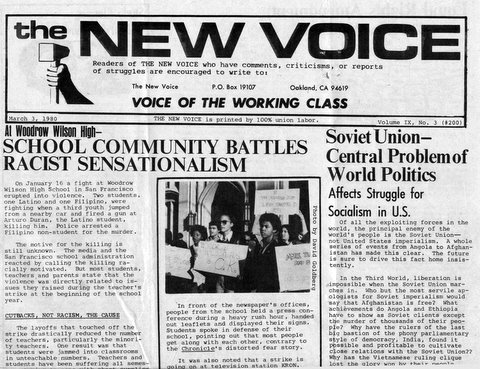 the NEW VOICE
Readers of THE NEW VOICE who have comments, criticisms, or reports
of struggles are encouraged to write to:
The New Voice P.O. Box 19107 Oakland, CA 94619
VOICE OF THE WORKING CLASS
March 3, 1980 THE NEW VOICE is printed by 100% union labor. Volume IX, No. 3 (#200)
At Woodrow Wilson High—
SCHOOL COMMUNITY BATTLES
RACIST SENSATIONALISM
On January 16 a fight at Woodrow
Wilson High School in San Francisco
erupted into violence. Two students,
one Latino and one Filipino, were
fighting when a third youth jumped
from a nearby car and fired a gun at
Arturo Duran, the Latino student,
killing him. Police arrested a
Filipino non-student for the murder.
The motive for the killing is
still unknown. The media and the
San Francisco school administration
reacted by calling the killing ra-
cially motivated. But most students,
teachers and parents state that the
violence was directly related to is-
sues they raised during the teacher's
strike at the beginning of the school
year.
CUTBACKS, NOT RACISM, THE CAUSE
The layoffs that touched off the
strike drastically reduced the number
of teachers, particularly the minori-
ty teachers. One result was that
students were jammed into classrooms
in unteachable numbers. Teachers and
students have been suffering all semes-
Photo by David Goldberg
In front of the newspaper's offices,
people from the school held a press con-
ference during a heavy rush hour, handed
out leaflets and displayed their signs.
Students spoke in defense of their
school, pointing out that most people
get along with each other, contrary to
the Chronicle's distorted fear story.
It was also noted that a strike is
going on at television station KRON,
Soviet Union—
Central Problem of
World Politics
Affects Struggle for
Socialism in U.S.
Of all the exploiting forces in the
world, the principal enemy of the
world's people is the Soviet Union—
not United States imperialism. A whole
series of events from Angola to Afghan-
istan has made this clear. The future
is sure to drive this fact home insis-
tently.
In the Third World, liberation is
impossible when the Soviet Union mar-
ches in. Who but the most servile ap-
ologists for Soviet imperialism would
say that Afghanistan is free? What
achievements do Angola and Ethiopia
have to show as Soviet clients except
the murder of thousands of their peo-
ple? Why have the rulers of the last
big bastion of the phony parliamentary
form of democracy, India, found it
possible and profitable to cultivate
close relations with the Soviet Union??
Why has the Vietnamese ruling clique